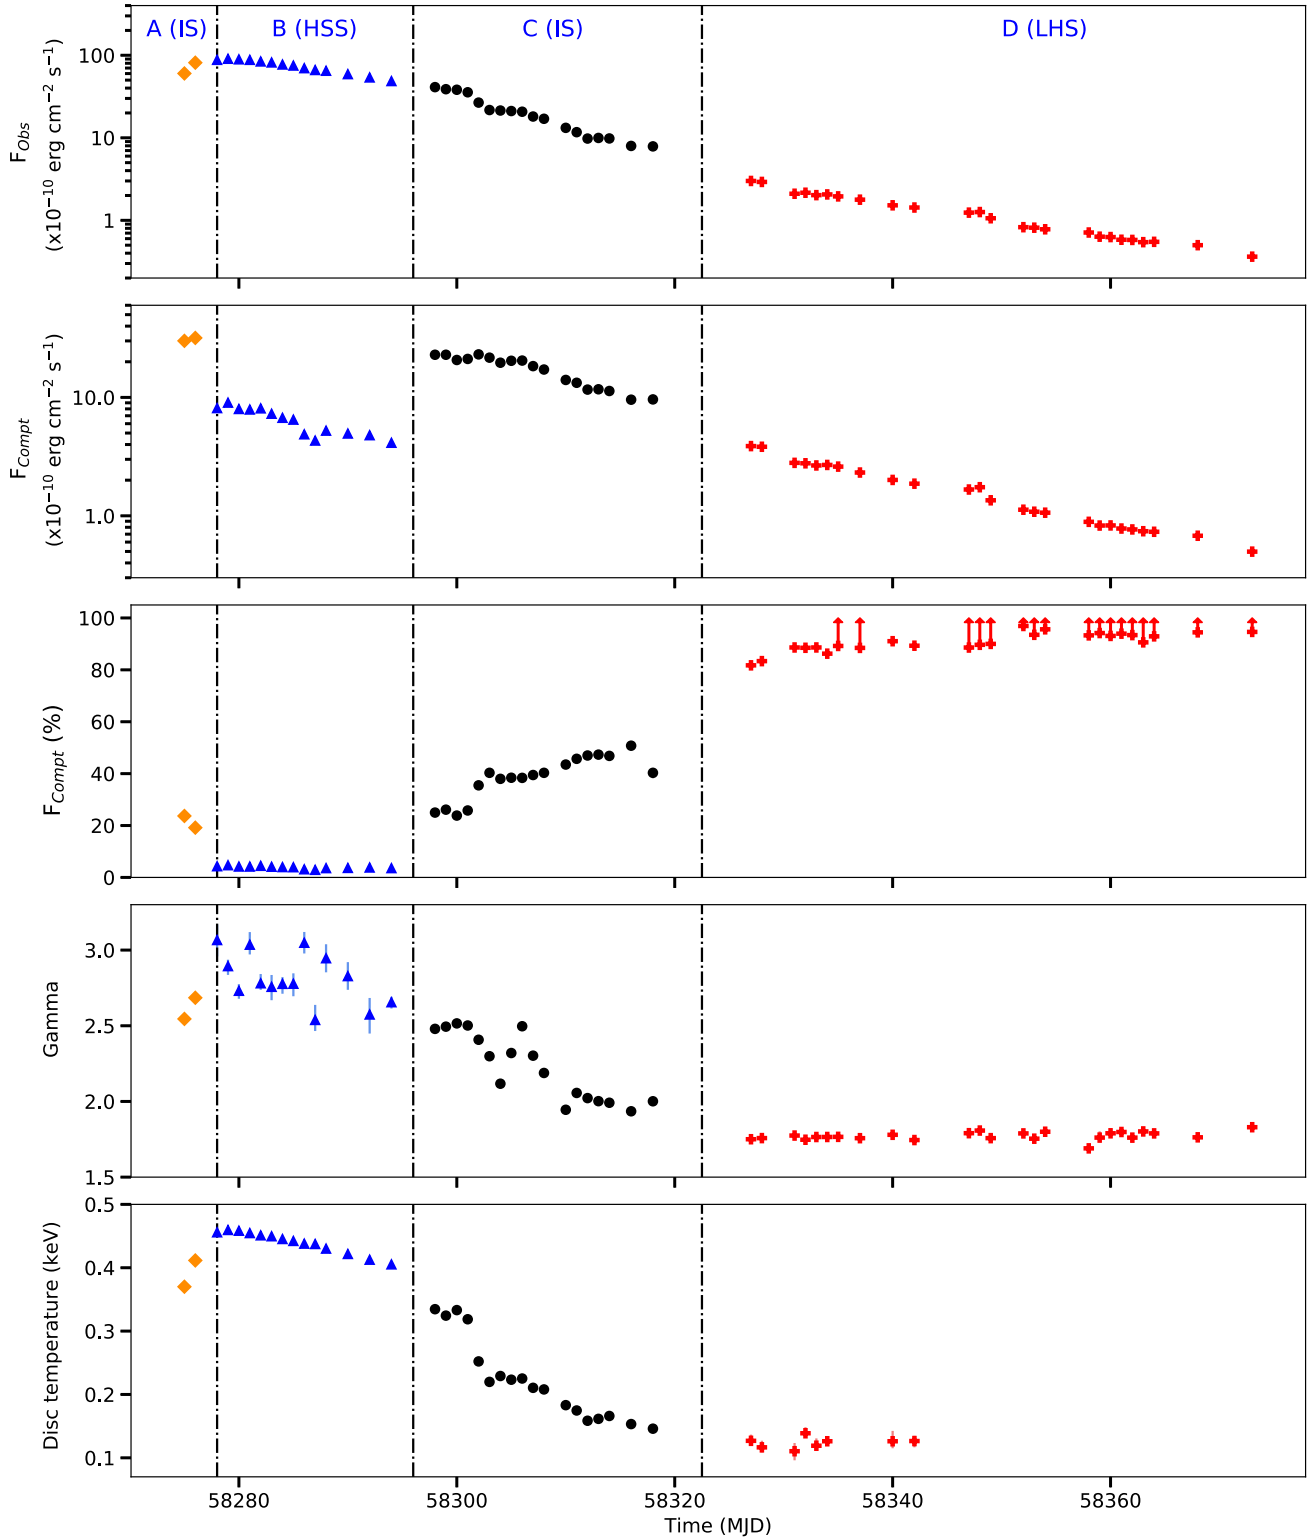 A (IS) B (HSS) C (IS) D (LHS)
F_Obs
(x10⁻¹⁰ erg cm⁻² s⁻¹)
100
10
1
F_Compt
(x10⁻¹⁰ erg cm⁻² s⁻¹)
10.0
1.0
F_Compt (%)
100
80
60
40
20
0
Gamma
3.0
2.5
2.0
1.5
Disc temperature (keV)
0.5
0.4
0.3
0.2
0.1
58280 58300 58320 58340 58360
Time (MJD)